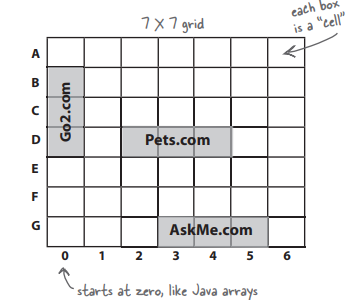 each box
is a "cell"
7 X 7 grid
A
B
C
D
E
F
G
Go2.com
Pets.com
AskMe.com
0 1 2 3 4 5 6
starts at zero, like Java arrays